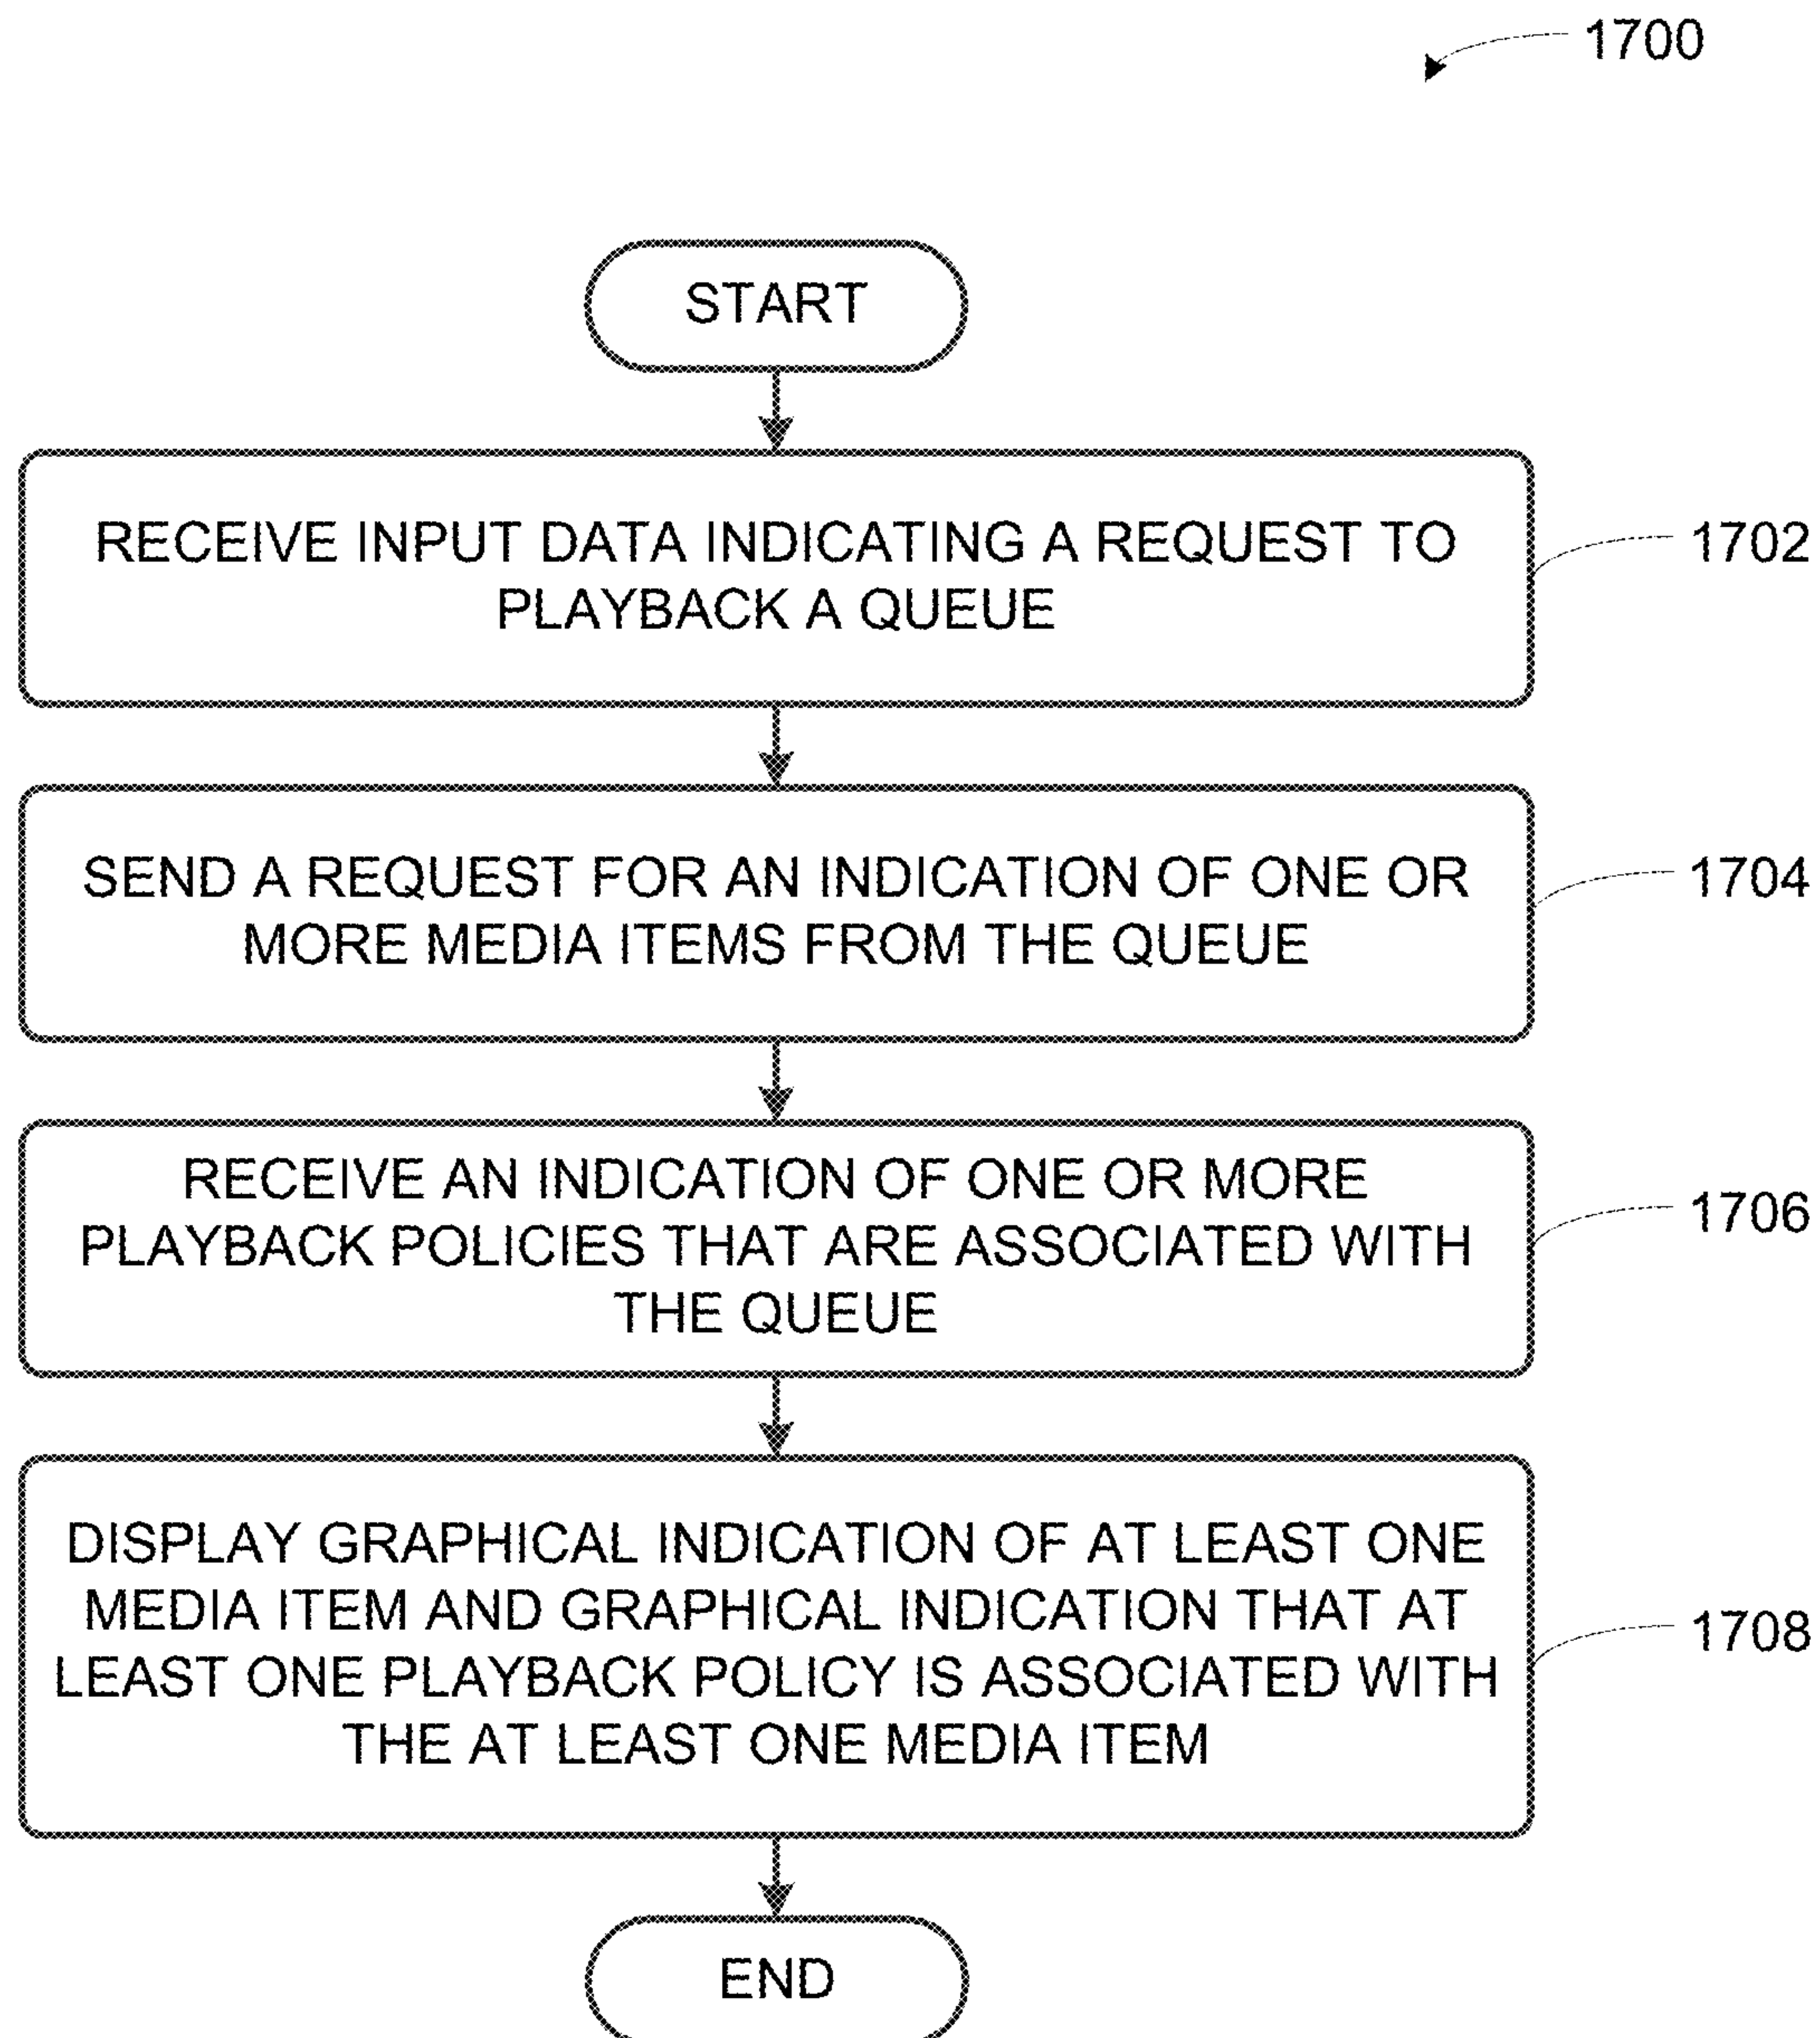 1700
START
RECEIVE INPUT DATA INDICATING A REQUEST TO
PLAYBACK A QUEUE
1702
SEND A REQUEST FOR AN INDICATION OF ONE OR
MORE MEDIA ITEMS FROM THE QUEUE
1704
RECEIVE AN INDICATION OF ONE OR MORE
PLAYBACK POLICIES THAT ARE ASSOCIATED WITH
THE QUEUE
1706
DISPLAY GRAPHICAL INDICATION OF AT LEAST ONE
MEDIA ITEM AND GRAPHICAL INDICATION THAT AT
LEAST ONE PLAYBACK POLICY IS ASSOCIATED WITH
THE AT LEAST ONE MEDIA ITEM
1708
END